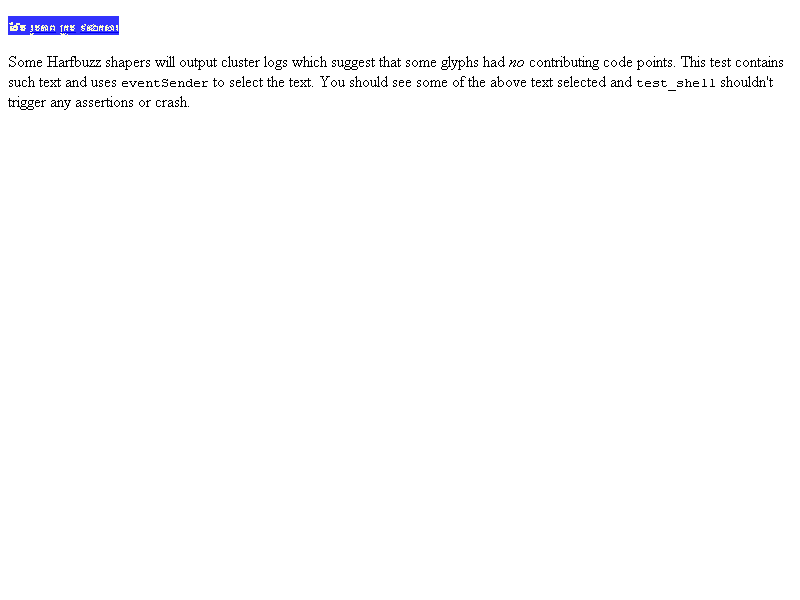 Some Harfbuzz shapers will output cluster logs which suggest that some glyphs had no contributing code points. This test contains
such text and uses eventSender to select the text. You should see some of the above text selected and test_shell shouldn't
trigger any assertions or crash.